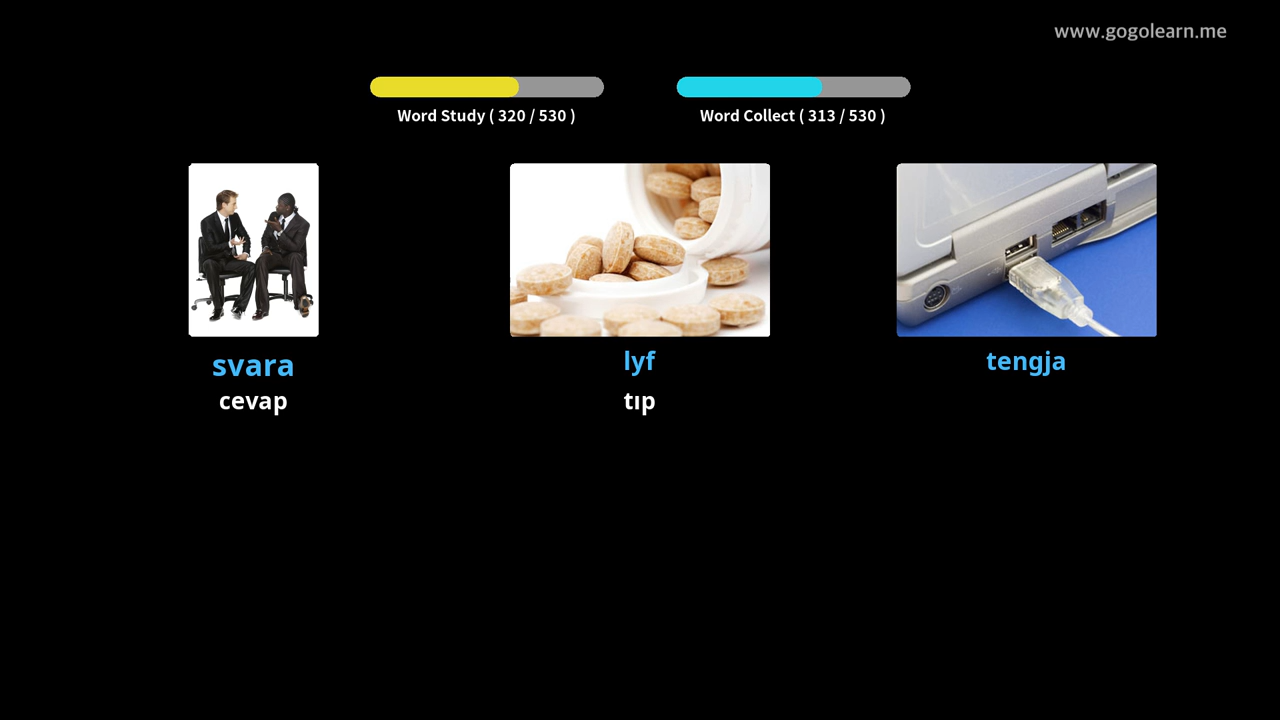 www.gogolearn.me
Word Study ( 320 / 530 )
Word Collect ( 313 / 530 )
svara
cevap
lyf
tıp
tengja